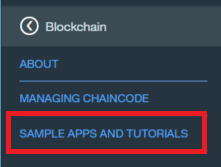 Blockchain
ABOUT
MANAGING CHAINCODE
SAMPLE APPS AND TUTORIALS